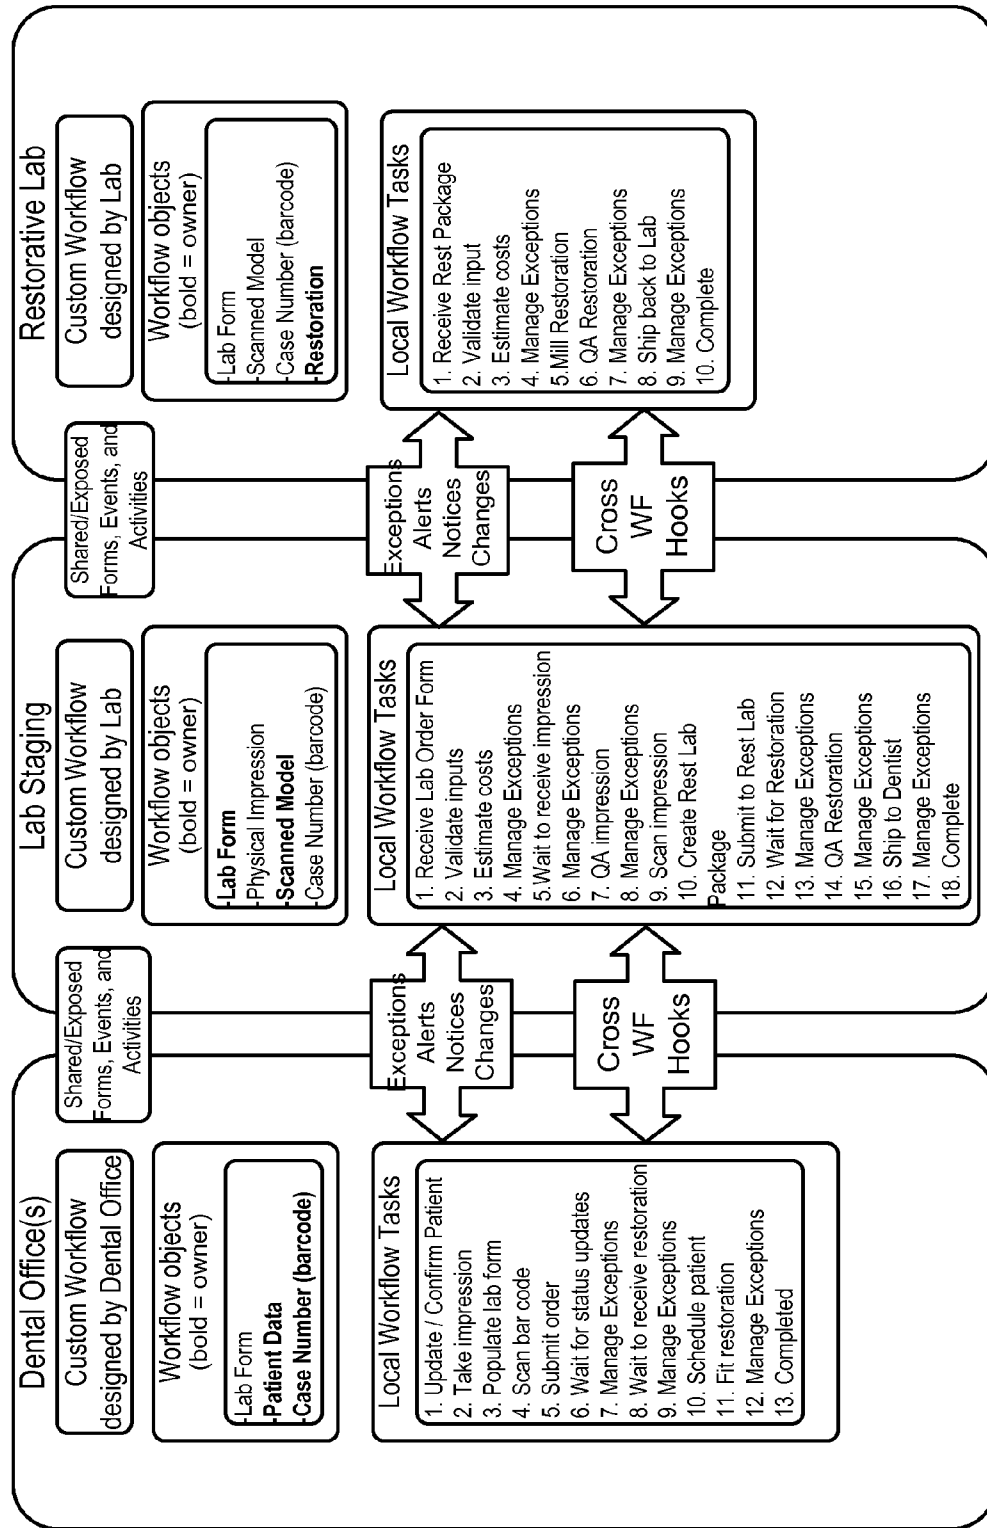 Dental Office(s)
Custom Workflow
designed by Dental Office
Workflow objects
(bold = owner)
-Lab Form
-Patient Data
-Case Number (barcode)
Local Workflow Tasks
1. Update / Confirm Patient
2. Take impression
3. Populate lab form
4. Scan bar code
5. Submit order
6. Wait for status updates
7. Manage Exceptions
8. Wait to receive restoration
9. Manage Exceptions
10. Schedule patient
11. Fit restoration
12. Manage Exceptions
13. Completed
Shared/Exposed
Forms, Events, and
Activities
Exceptions
Alerts
Notices
Changes
Cross
WF
Hooks
Lab Staging
Custom Workflow
designed by Lab
Workflow objects
(bold = owner)
-Lab Form
-Physical Impression
-Scanned Model
-Case Number (barcode)
Local Workflow Tasks
1. Receive Lab Order Form
2. Validate inputs
3. Estimate costs
4. Manage Exceptions
5.Wait to receive impression
6. Manage Exceptions
7. QA impression
8. Manage Exceptions
9. Scan impression
10. Create Rest Lab
Package
11. Submit to Rest Lab
12. Wait for Restoration
13. Manage Exceptions
14. QA Restoration
15. Manage Exceptions
16. Ship to Dentist
17. Manage Exceptions
18. Complete
Shared/Exposed
Forms, Events, and
Activities
Exceptions
Alerts
Notices
Changes
Cross
WF
Hooks
Restorative Lab
Custom Workflow
designed by Lab
Workflow objects
(bold = owner)
-Lab Form
-Scanned Model
-Case Number (barcode)
-Restoration
Local Workflow Tasks
1. Receive Rest Package
2. Validate input
3. Estimate costs
4. Manage Exceptions
5.Mill Restoration
6. QA Restoration
7. Manage Exceptions
8. Ship back to Lab
9. Manage Exceptions
10. Complete